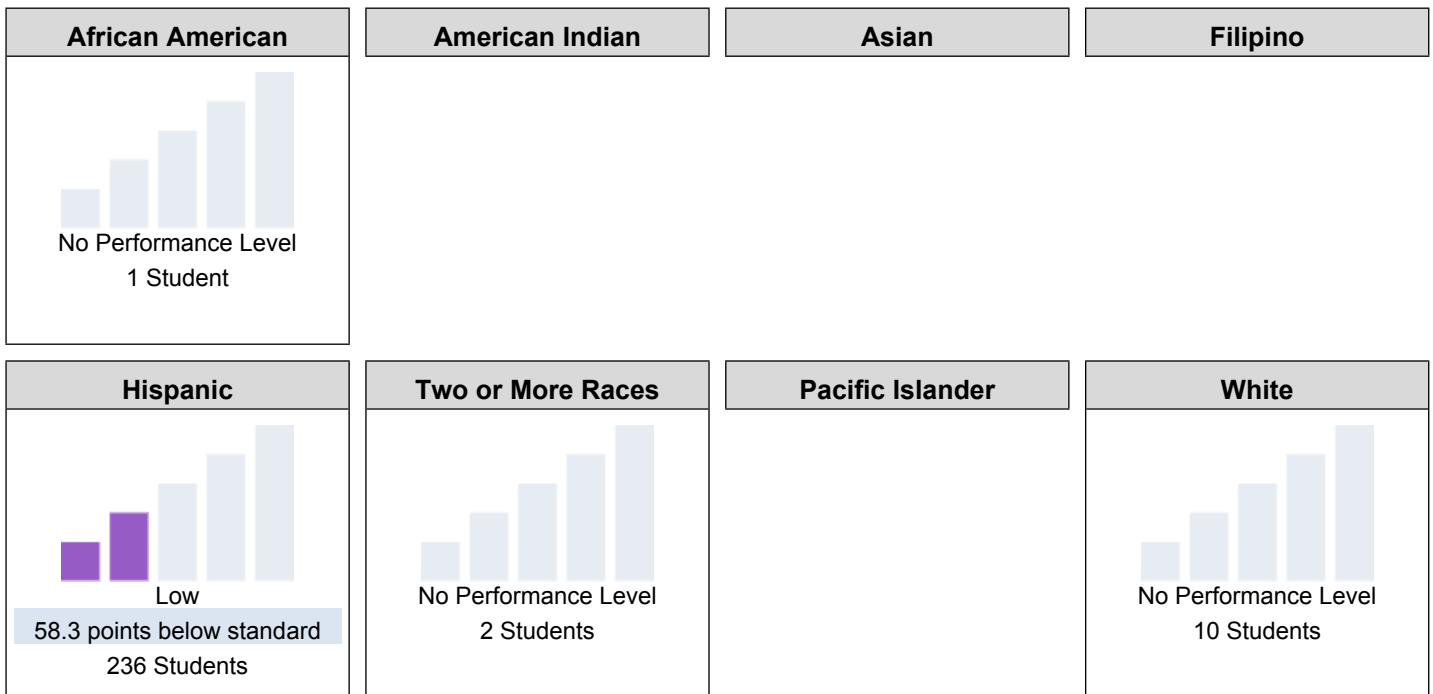 African American
American Indian
Asian
Filipino
No Performance Level
1 Student
Hispanic
Two or More Races
Pacific Islander
White
Low
58.3 points below standard
236 Students
No Performance Level
2 Students
No Performance Level
10 Students